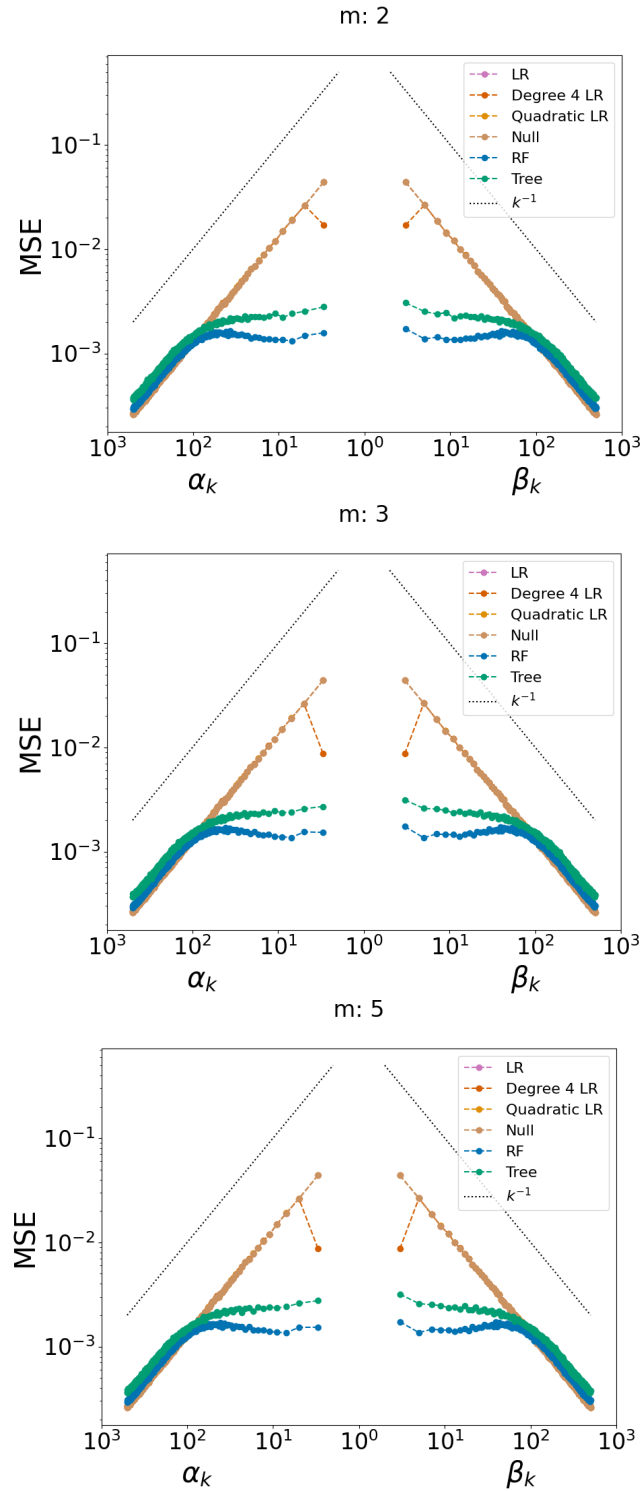 m: 2
MSE
10⁻¹
10⁻²
10⁻³
LR
Degree 4 LR
Quadratic LR
Null
RF
Tree
k⁻¹
10³ 10² 10¹ 10⁰ 10¹ 10² 10³
αₖ βₖ
m: 3
MSE
10⁻¹
10⁻²
10⁻³
LR
Degree 4 LR
Quadratic LR
Null
RF
Tree
k⁻¹
10³ 10² 10¹ 10⁰ 10¹ 10² 10³
αₖ βₖ
m: 5
MSE
10⁻¹
10⁻²
10⁻³
LR
Degree 4 LR
Quadratic LR
Null
RF
Tree
k⁻¹
10³ 10² 10¹ 10⁰ 10¹ 10² 10³
αₖ βₖ